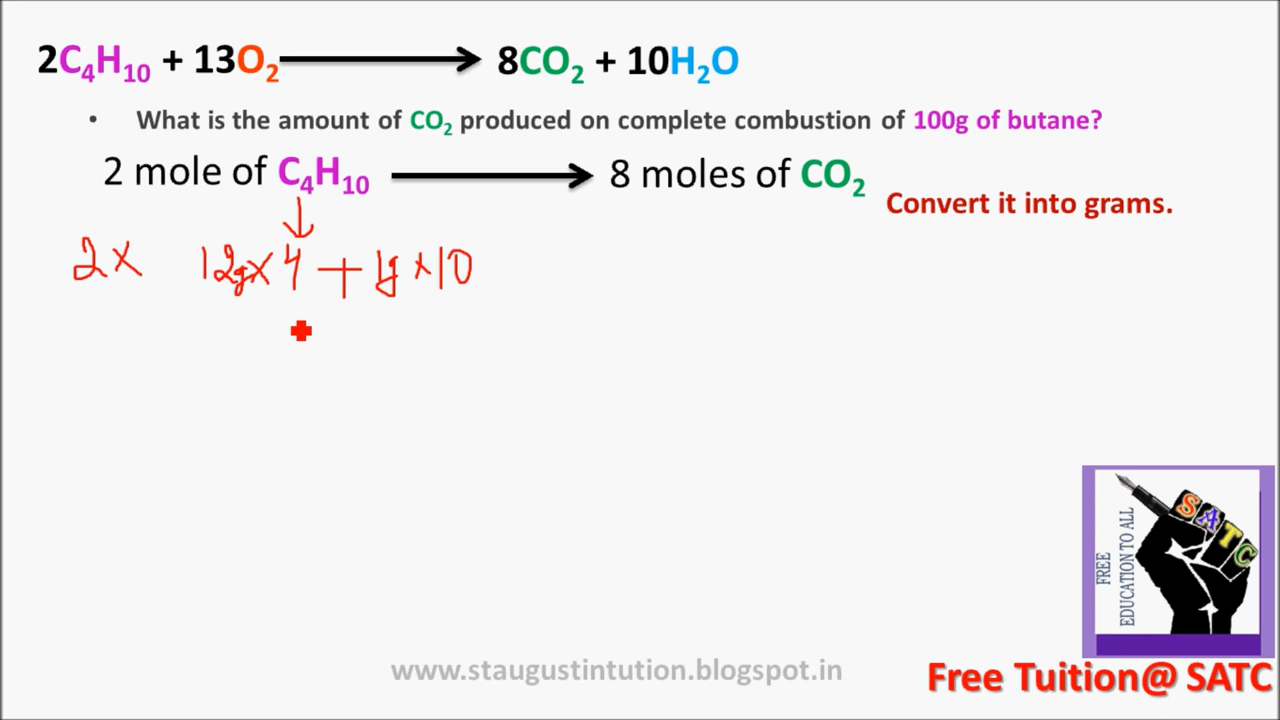 2C₄H₁₀ + 13O₂ ⟶ 8CO₂ + 10H₂O
• What is the amount of CO₂ produced on complete combustion of 100g of butane?
2 mole of C₄H₁₀ ⟶ 8 moles of CO₂
Convert it into grams.
2× 12g×4 + 1g×10
SATC
FREE
EDUCATION TO ALL
www.staugustintution.blogspot.in
Free Tuition@ SATC